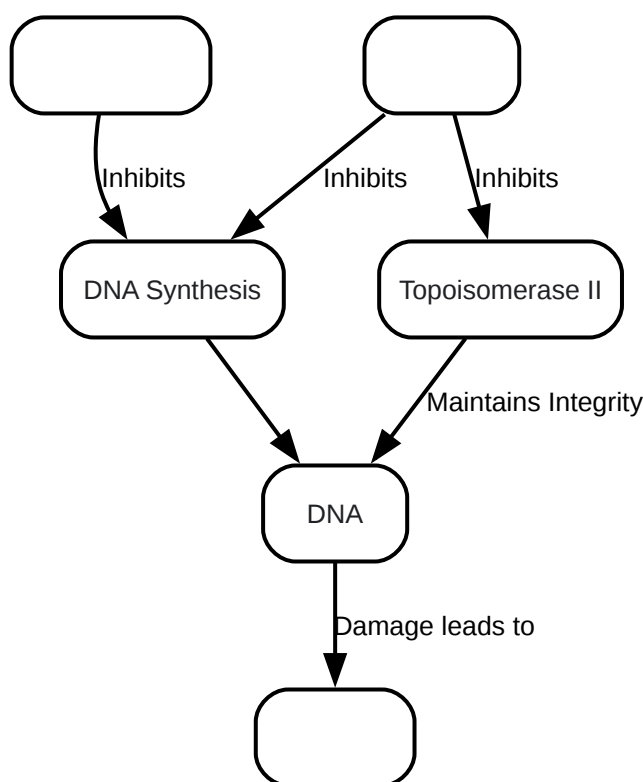 Inhibits
Inhibits
Inhibits
DNA Synthesis
Topoisomerase II
Maintains Integrity
DNA
Damage leads to